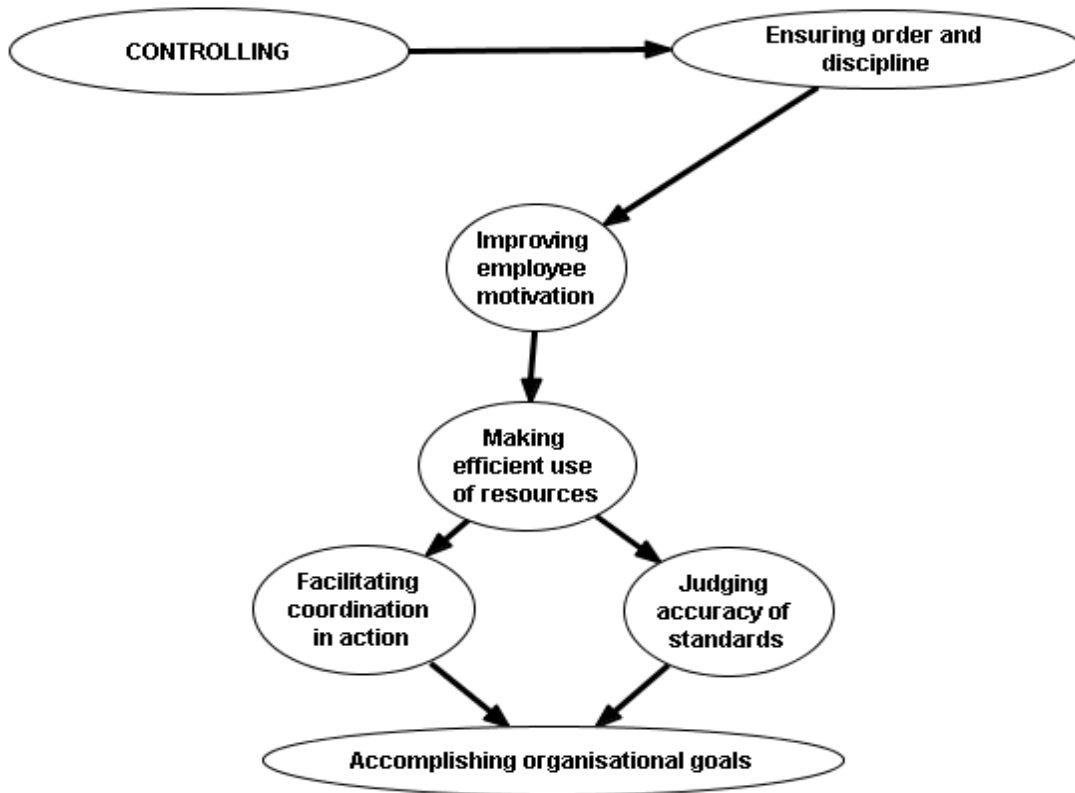 CONTROLLING
Ensuring order and
discipline
Improving
employee
motivation
Making
efficient use
of resources
Facilitating
coordination
in action
Judging
accuracy of
standards
Accomplishing organisational goals